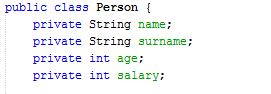 public class Person {
private String name;
private String surname;
private int age;
private int salary;